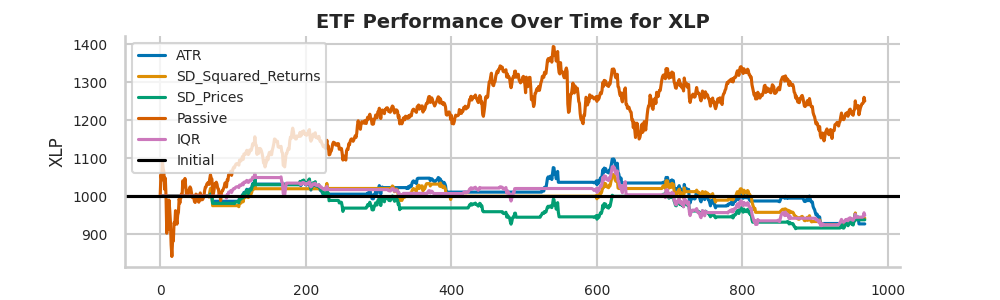 ETF Performance Over Time for XLP
1400
1300
1200
1100
1000
900
XLP
ATR
SD_Squared_Returns
SD_Prices
Passive
IQR
Initial
0
200
400
600
800
1000